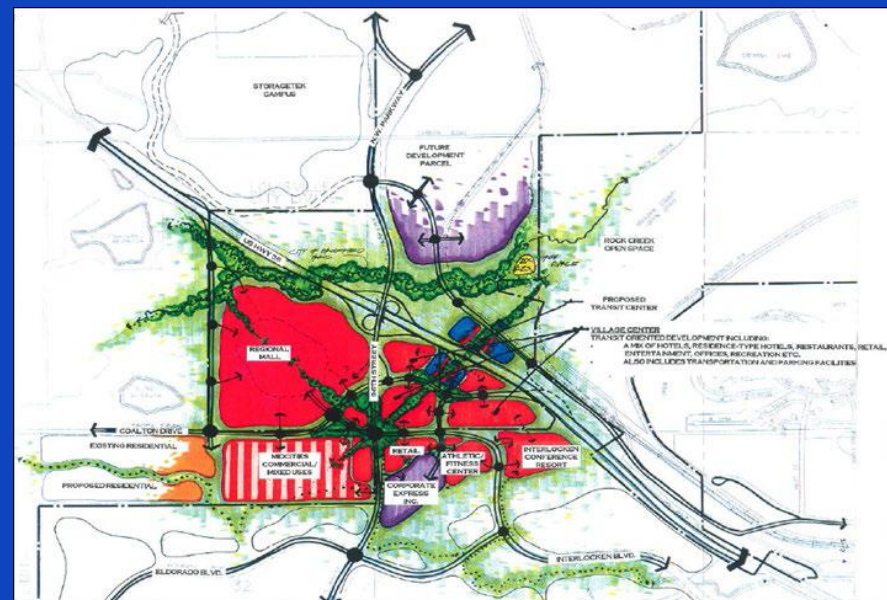 STORAGETEK
CAMPUS
N.W. PARKWAY
FUTURE
DEVELOPMENT
PARCEL
US HWY 36
ROCK CREEK
OPEN SPACE
PROPOSED
TRANSIT CENTER
VILLAGE CENTER
TRANSIT ORIENTED DEVELOPMENT INCLUDING:
A MIX OF HOTELS, RESIDENCE-TYPE HOTELS, RESTAURANTS, RETAIL,
ENTERTAINMENT, OFFICES, RECREATION ETC.
ALSO INCLUDES TRANSPORTATION AND PARKING FACILITIES
REGIONAL
MALL
96TH STREET
COALTON DRIVE
EXISTING RESIDENTIAL
PROPOSED RESIDENTIAL
MIDCITIES
COMMERCIAL/
MIXED USES
RETAIL
ATHLETIC/
FITNESS
CENTER
INTERLOCKEN
CONFERENCE
RESORT
CORPORATE
EXPRESS
INC.
ELDORADO BLVD.
INTERLOCKEN BLVD.
32